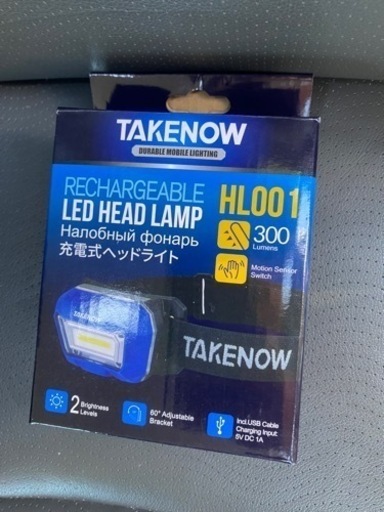 TAKENOW
DURABLE MOBILE LIGHTING
RECHARGEABLE
LED HEAD LAMP
Налобный фонарь
充電式ヘッドライト
HL001
300
Lumens
Motion Sensor
Switch
TAKENOW
TAKENOW
2 Brightness
Levels
60° Adjustable
Bracket
Incl.USB Cable
Charging Input:
5V DC 1A